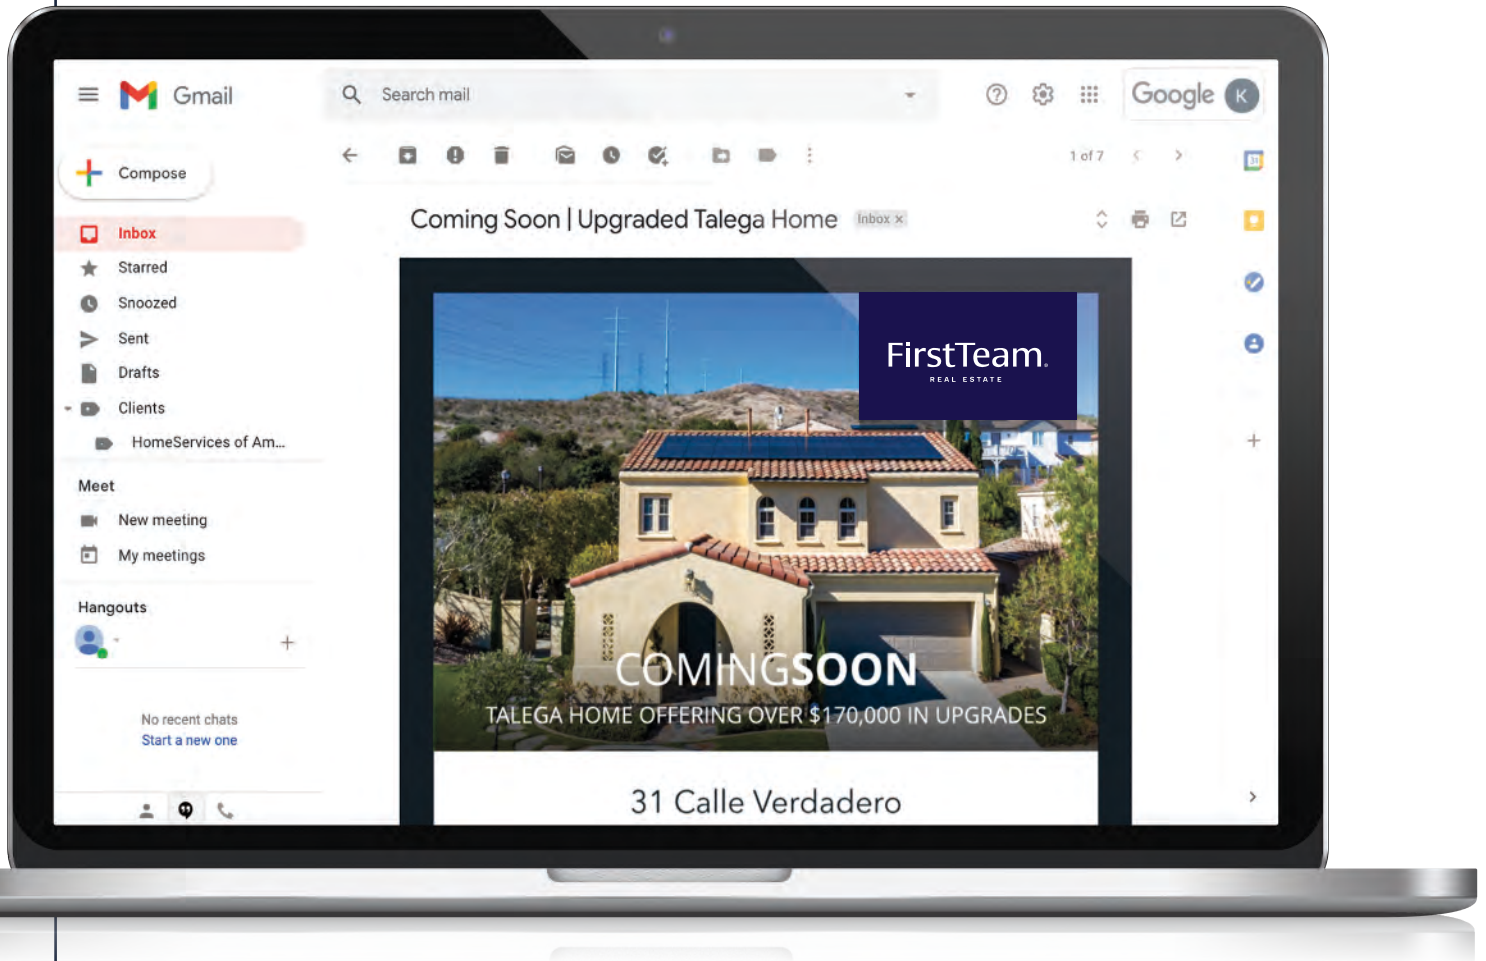 Gmail
Search mail
Google K
Compose
1 of 7
31
Coming Soon | Upgraded Talega Home Inbox x
Inbox
Starred
Snoozed
Sent
Drafts
Clients
HomeServices of Am...
Meet
New meeting
My meetings
Hangouts
No recent chats
Start a new one
FirstTeam.
REAL ESTATE
COMINGSOON
TALEGA HOME OFFERING OVER $170,000 IN UPGRADES
31 Calle Verdadero